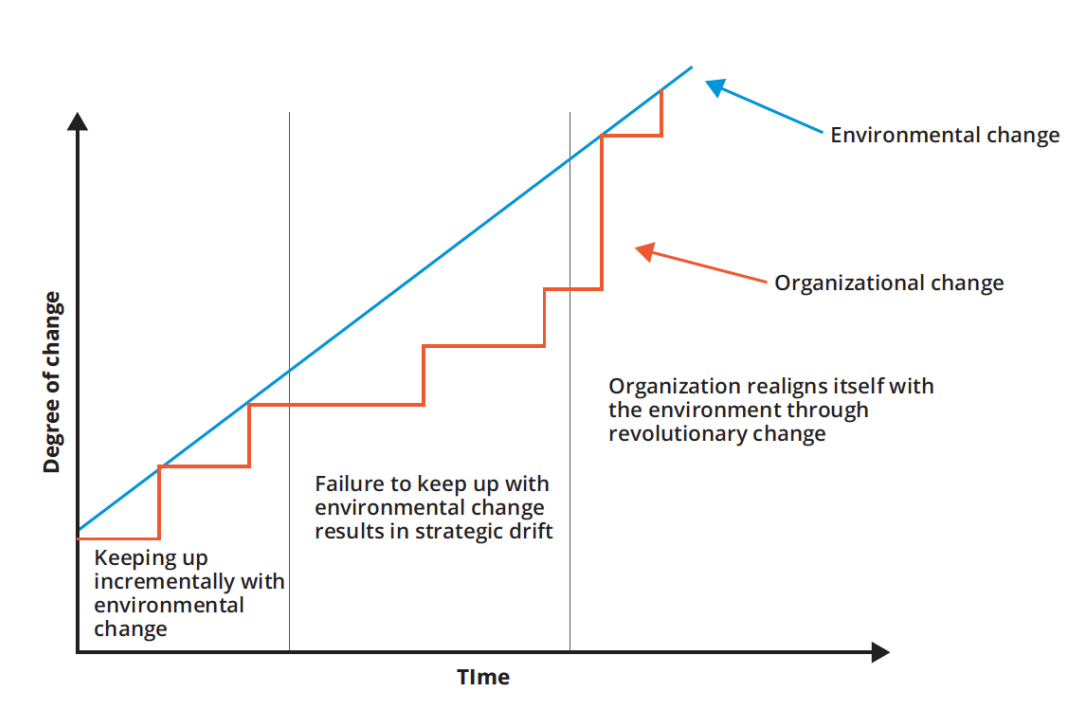 Environmental change
Organizational change
Degree of change
Organization realigns itself with
the environment through
revolutionary change
Failure to keep up with
environmental change
results in strategic drift
Keeping up
incrementally with
environmental
change
TIme